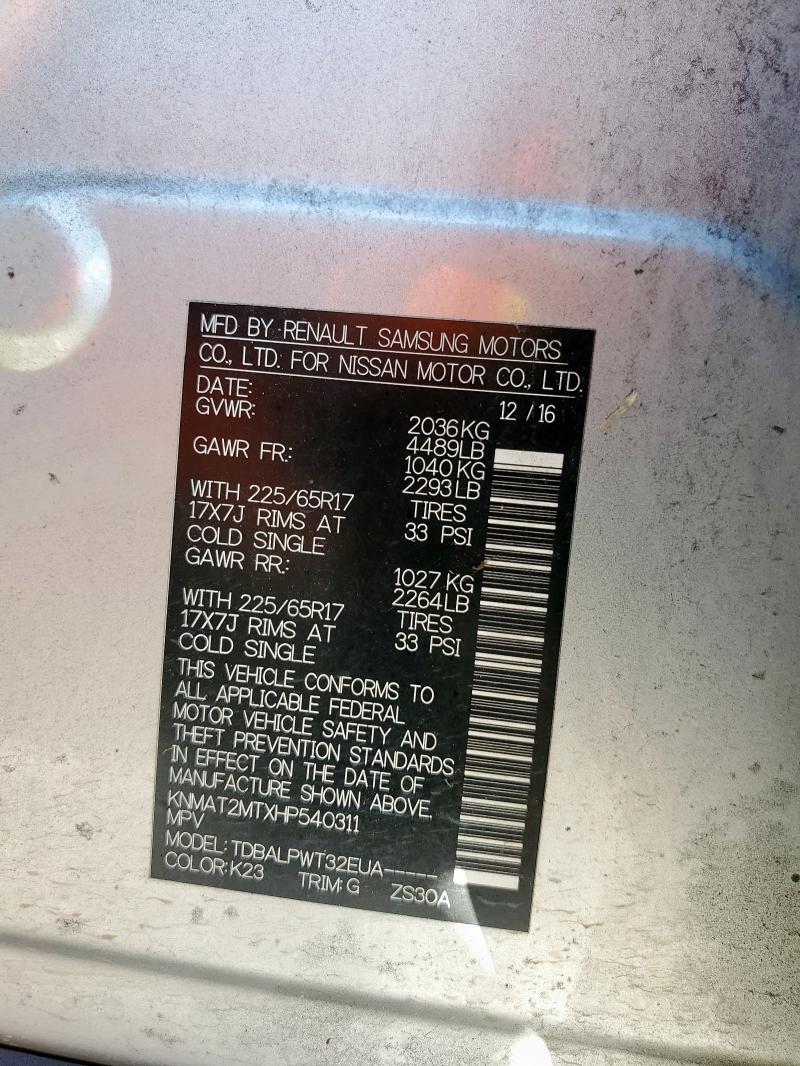 MFD BY RENAULT SAMSUNG MOTORS
CO., LTD. FOR NISSAN MOTOR CO., LTD.
DATE: 12 / 16
GVWR: 2036 KG
4489 LB
GAWR FR.: 1040 KG
2293 LB
WITH 225/65R17 TIRES
17X7J RIMS AT 33 PSI
COLD SINGLE
GAWR RR.: 1027 KG
2264 LB
WITH 225/65R17 TIRES
17X7J RIMS AT 33 PSI
COLD SINGLE
THIS VEHICLE CONFORMS TO
ALL APPLICABLE FEDERAL
MOTOR VEHICLE SAFETY AND
THEFT PREVENTION STANDARDS
IN EFFECT ON THE DATE OF
MANUFACTURE SHOWN ABOVE.
KNMAT2MTXHP540311
MPV
MODEL: TDBALPWT32EUA-----
COLOR: K23 TRIM: G ZS30A